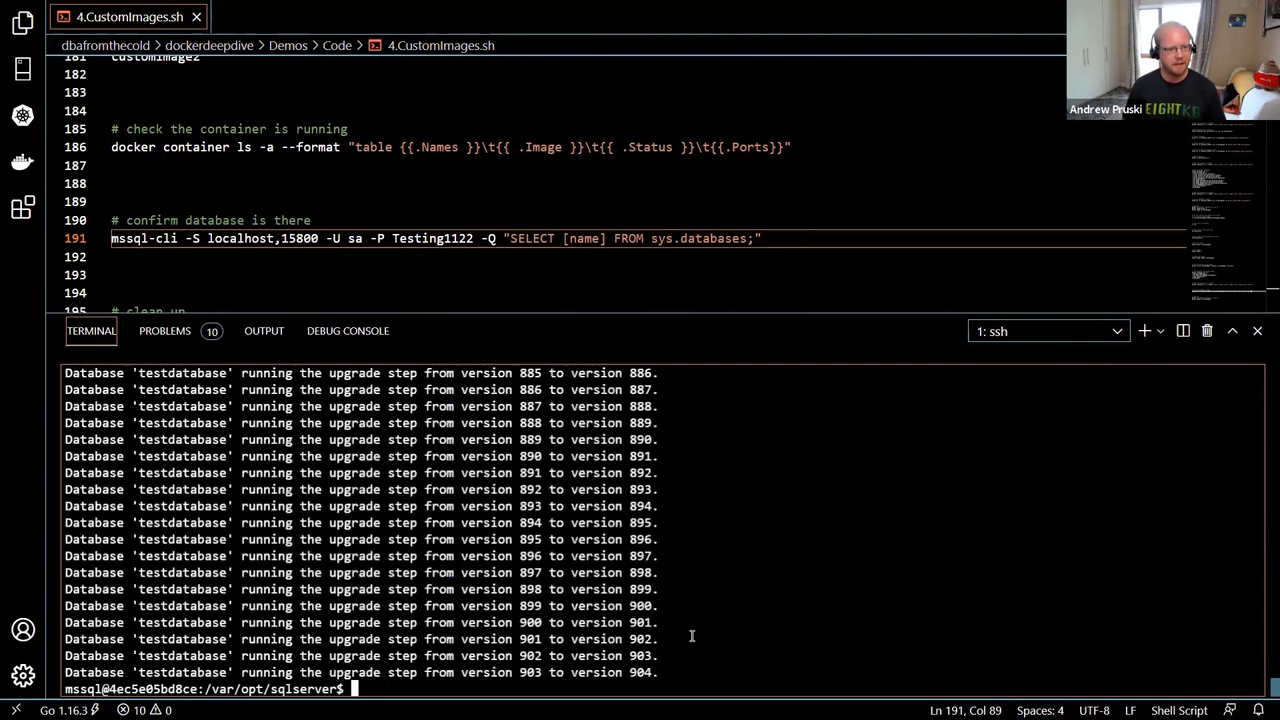 4.CustomImages.sh
dbafromthecold > dockerdeepdive > Demos > Code > 4.CustomImages.sh
181 customimage2
182
183
184
185 # check the container is running
186 docker container ls -a --format "table {{.Names }}\t{{ .Image }}\t{{ .Status }}\t{{.Ports}}"
187
188
189
190 # confirm database is there
191 mssql-cli -S localhost,15806 -U sa -P Testing1122 -Q "SELECT [name] FROM sys.databases;"
192
193
194
195 # clean up
Andrew Pruski
EIGHTKB
TERMINAL PROBLEMS 10 OUTPUT DEBUG CONSOLE 1: ssh
Database 'testdatabase' running the upgrade step from version 885 to version 886.
Database 'testdatabase' running the upgrade step from version 886 to version 887.
Database 'testdatabase' running the upgrade step from version 887 to version 888.
Database 'testdatabase' running the upgrade step from version 888 to version 889.
Database 'testdatabase' running the upgrade step from version 889 to version 890.
Database 'testdatabase' running the upgrade step from version 890 to version 891.
Database 'testdatabase' running the upgrade step from version 891 to version 892.
Database 'testdatabase' running the upgrade step from version 892 to version 893.
Database 'testdatabase' running the upgrade step from version 893 to version 894.
Database 'testdatabase' running the upgrade step from version 894 to version 895.
Database 'testdatabase' running the upgrade step from version 895 to version 896.
Database 'testdatabase' running the upgrade step from version 896 to version 897.
Database 'testdatabase' running the upgrade step from version 897 to version 898.
Database 'testdatabase' running the upgrade step from version 898 to version 899.
Database 'testdatabase' running the upgrade step from version 899 to version 900.
Database 'testdatabase' running the upgrade step from version 900 to version 901.
Database 'testdatabase' running the upgrade step from version 901 to version 902.
Database 'testdatabase' running the upgrade step from version 902 to version 903.
Database 'testdatabase' running the upgrade step from version 903 to version 904.
mssql@4ec5e05bd8ce:/var/opt/sqlserver$
Go 1.16.3 10 0 Ln 191, Col 89 Spaces: 4 UTF-8 LF Shell Script